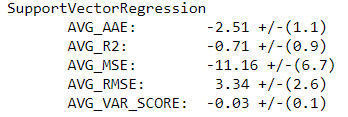 SupportVectorRegression
AVG_AAE: -2.51 +/-(1.1)
AVG_R2: -0.71 +/-(0.9)
AVG_MSE: -11.16 +/-(6.7)
AVG_RMSE: 3.34 +/-(2.6)
AVG_VAR_SCORE: -0.03 +/-(0.1)